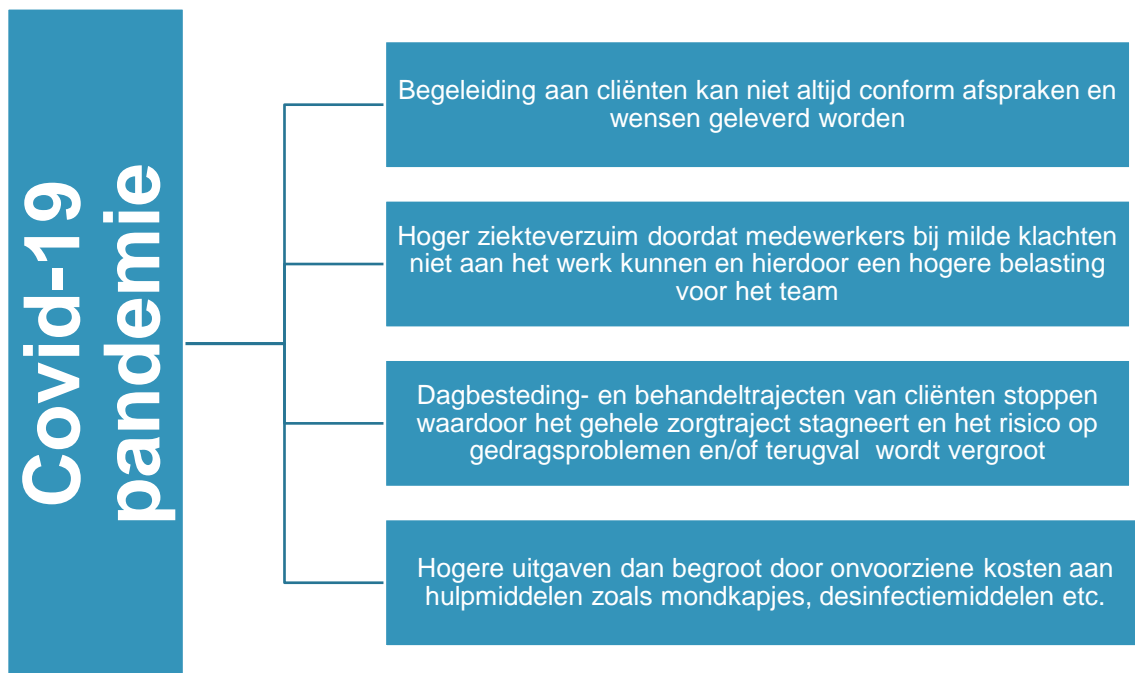 Covid-19
pandemie
Begeleiding aan cliënten kan niet altijd conform afspraken en
wensen geleverd worden
Hoger ziekteverzuim doordat medewerkers bij milde klachten
niet aan het werk kunnen en hierdoor een hogere belasting
voor het team
Dagbesteding- en behandeltrajecten van cliënten stoppen
waardoor het gehele zorgtraject stagneert en het risico op
gedragsproblemen en/of terugval  wordt vergroot
Hogere uitgaven dan begroot door onvoorziene kosten aan
hulpmiddelen zoals mondkapjes, desinfectiemiddelen etc.